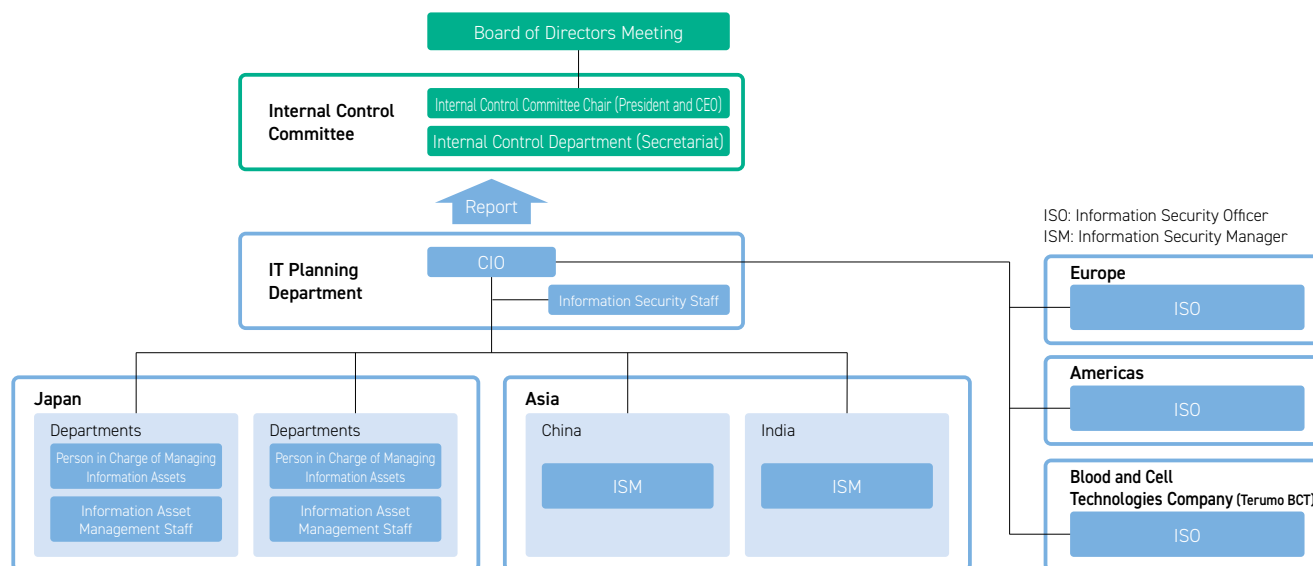 Board of Directors Meeting
Internal Control
Committee
Internal Control Committee Chair (President and CEO)
Internal Control Department (Secretariat)
Report
IT Planning
Department
CIO
Information Security Staff
ISO: Information Security Officer
ISM: Information Security Manager
Europe
ISO
Americas
ISO
Blood and Cell
Technologies Company (Terumo BCT)
ISO
Japan
Departments
Person in Charge of Managing
Information Assets
Information Asset
Management Staff
Departments
Person in Charge of Managing
Information Assets
Information Asset
Management Staff
Asia
China
ISM
India
ISM